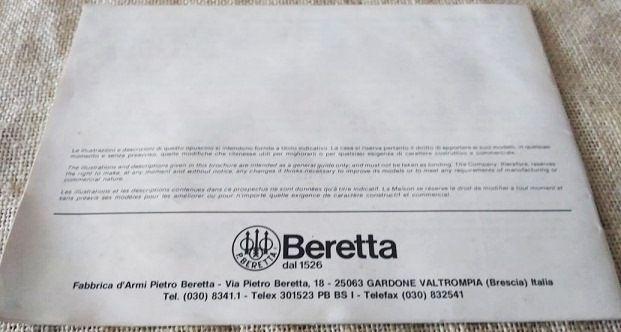 Le illustrazioni e descrizioni di questo opuscolo si intendono fornite a titolo indicativo. La casa si riserva pertanto il diritto di apportare ai suoi modelli, in qualsiasi
momento e senza preavviso, quelle modifiche che ritenesse utili per migliorarli o per qualsiasi esigenza di carattere costruttivo e commerciale.
The illustrations and descriptions given in this brochure are intended as a general guide only, and must not be taken as binding. The Company, therefore, reserves
the right to make, at any moment and without notice, any changes it thinks necessary to improve its models or to meet any requirements of manufacturing or
commercial nature.
Les illustrations et les descriptions contenues dans ce prospectus ne sont données qu'à titre indicatif. La Maison se réserve le droit de modifier à tout moment et
sans préavis ses modèles pour les améliorer ou pour n'importe quelle exigence de caractère constructif et commercial.
P. BERETTA
Beretta
dal 1526
Fabbrica d'Armi Pietro Beretta - Via Pietro Beretta, 18 - 25063 GARDONE VALTROMPIA (Brescia) Italia
Tel. (030) 8341.1 - Telex 301523 PB BS I - Telefax (030) 832541